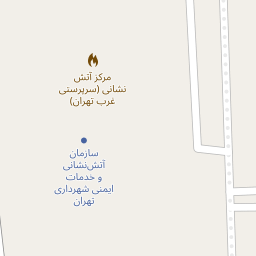 مرکز آتش
نشانی (سرپرستی
غرب تهران)
سازمان
آتش‌نشانی
و خدمات
ایمنی شهرداری
تهران